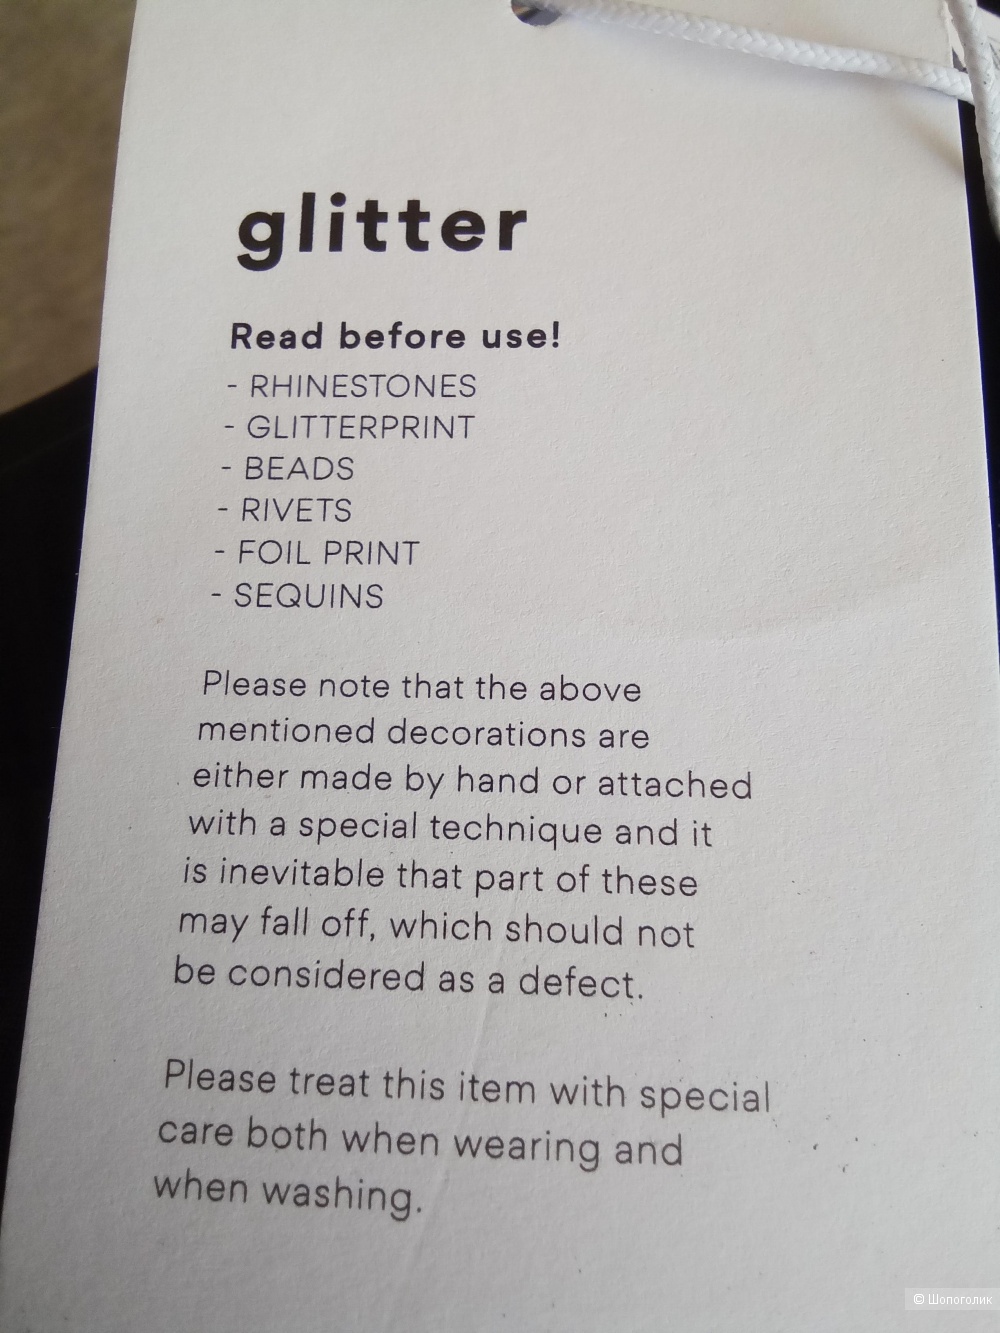 glitter
Read before use!
- RHINESTONES
- GLITTERPRINT
- BEADS
- RIVETS
- FOIL PRINT
- SEQUINS
Please note that the above
mentioned decorations are
either made by hand or attached
with a special technique and it
is inevitable that part of these
may fall off, which should not
be considered as a defect.
Please treat this item with special
care both when wearing and
when washing.
© Шопоголик